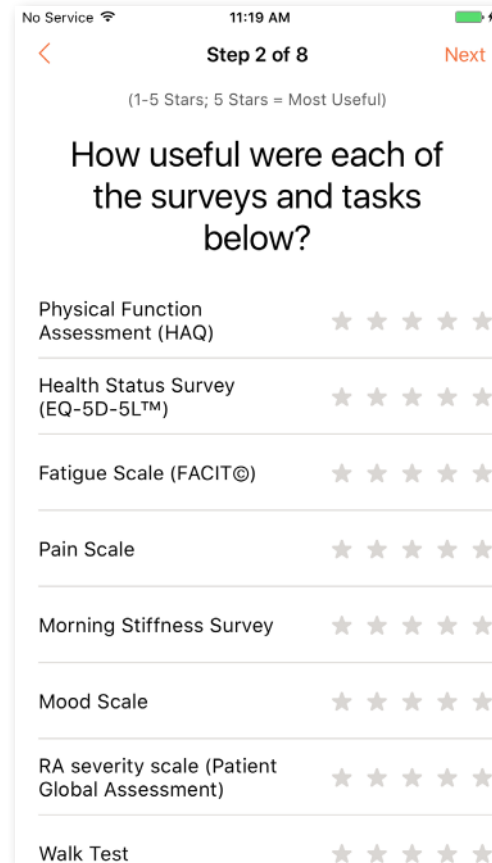 No Service 11:19 AM
Step 2 of 8 Next
(1-5 Stars; 5 Stars = Most Useful)
How useful were each of
the surveys and tasks
below?
Physical Function
Assessment (HAQ)
Health Status Survey
(EQ-5D-5L™)
Fatigue Scale (FACIT©)
Pain Scale
Morning Stiffness Survey
Mood Scale
RA severity scale (Patient
Global Assessment)
Walk Test